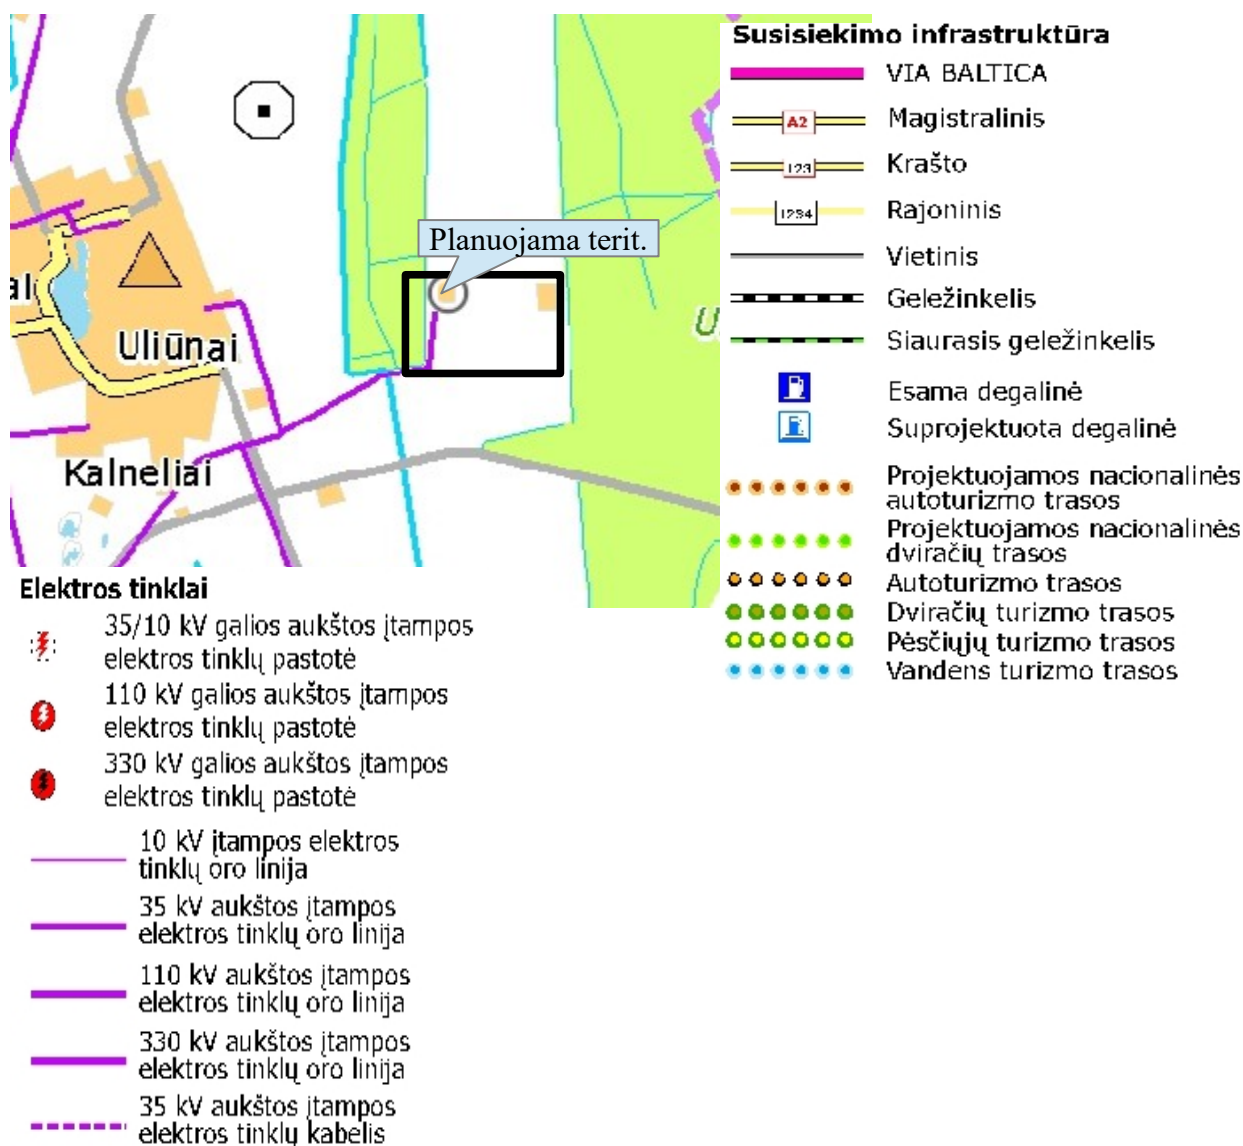 Planuojama terit.
al
Uliūnai
U
Kalneliai
Susisiekimo infrastruktūra
VIA BALTICA
A2 Magistralinis
123 Krašto
1234 Rajoninis
Vietinis
Geležinkelis
Siaurasis geležinkelis
Esama degalinė
Suprojektuota degalinė
Projektuojamos nacionalinės
autoturizmo trasos
Projektuojamos nacionalinės
dviračių trasos
Autoturizmo trasos
Dviračių turizmo trasos
Pėsčiųjų turizmo trasos
Vandens turizmo trasos
Elektros tinklai
35/10 kV galios aukštos įtampos
elektros tinklų pastotė
110 kV galios aukštos įtampos
elektros tinklų pastotė
330 kV galios aukštos įtampos
elektros tinklų pastotė
10 kV įtampos elektros
tinklų oro linija
35 kV aukštos įtampos
elektros tinklų oro linija
110 kV aukštos įtampos
elektros tinklų oro linija
330 kV aukštos įtampos
elektros tinklų oro linija
35 kV aukštos įtampos
elektros tinklų kabelis